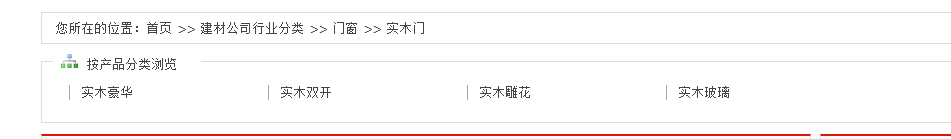 您所在的位置：首页 >> 建材公司行业分类 >> 门窗 >> 实木门
按产品分类浏览
实木豪华 实木双开 实木雕花 实木玻璃